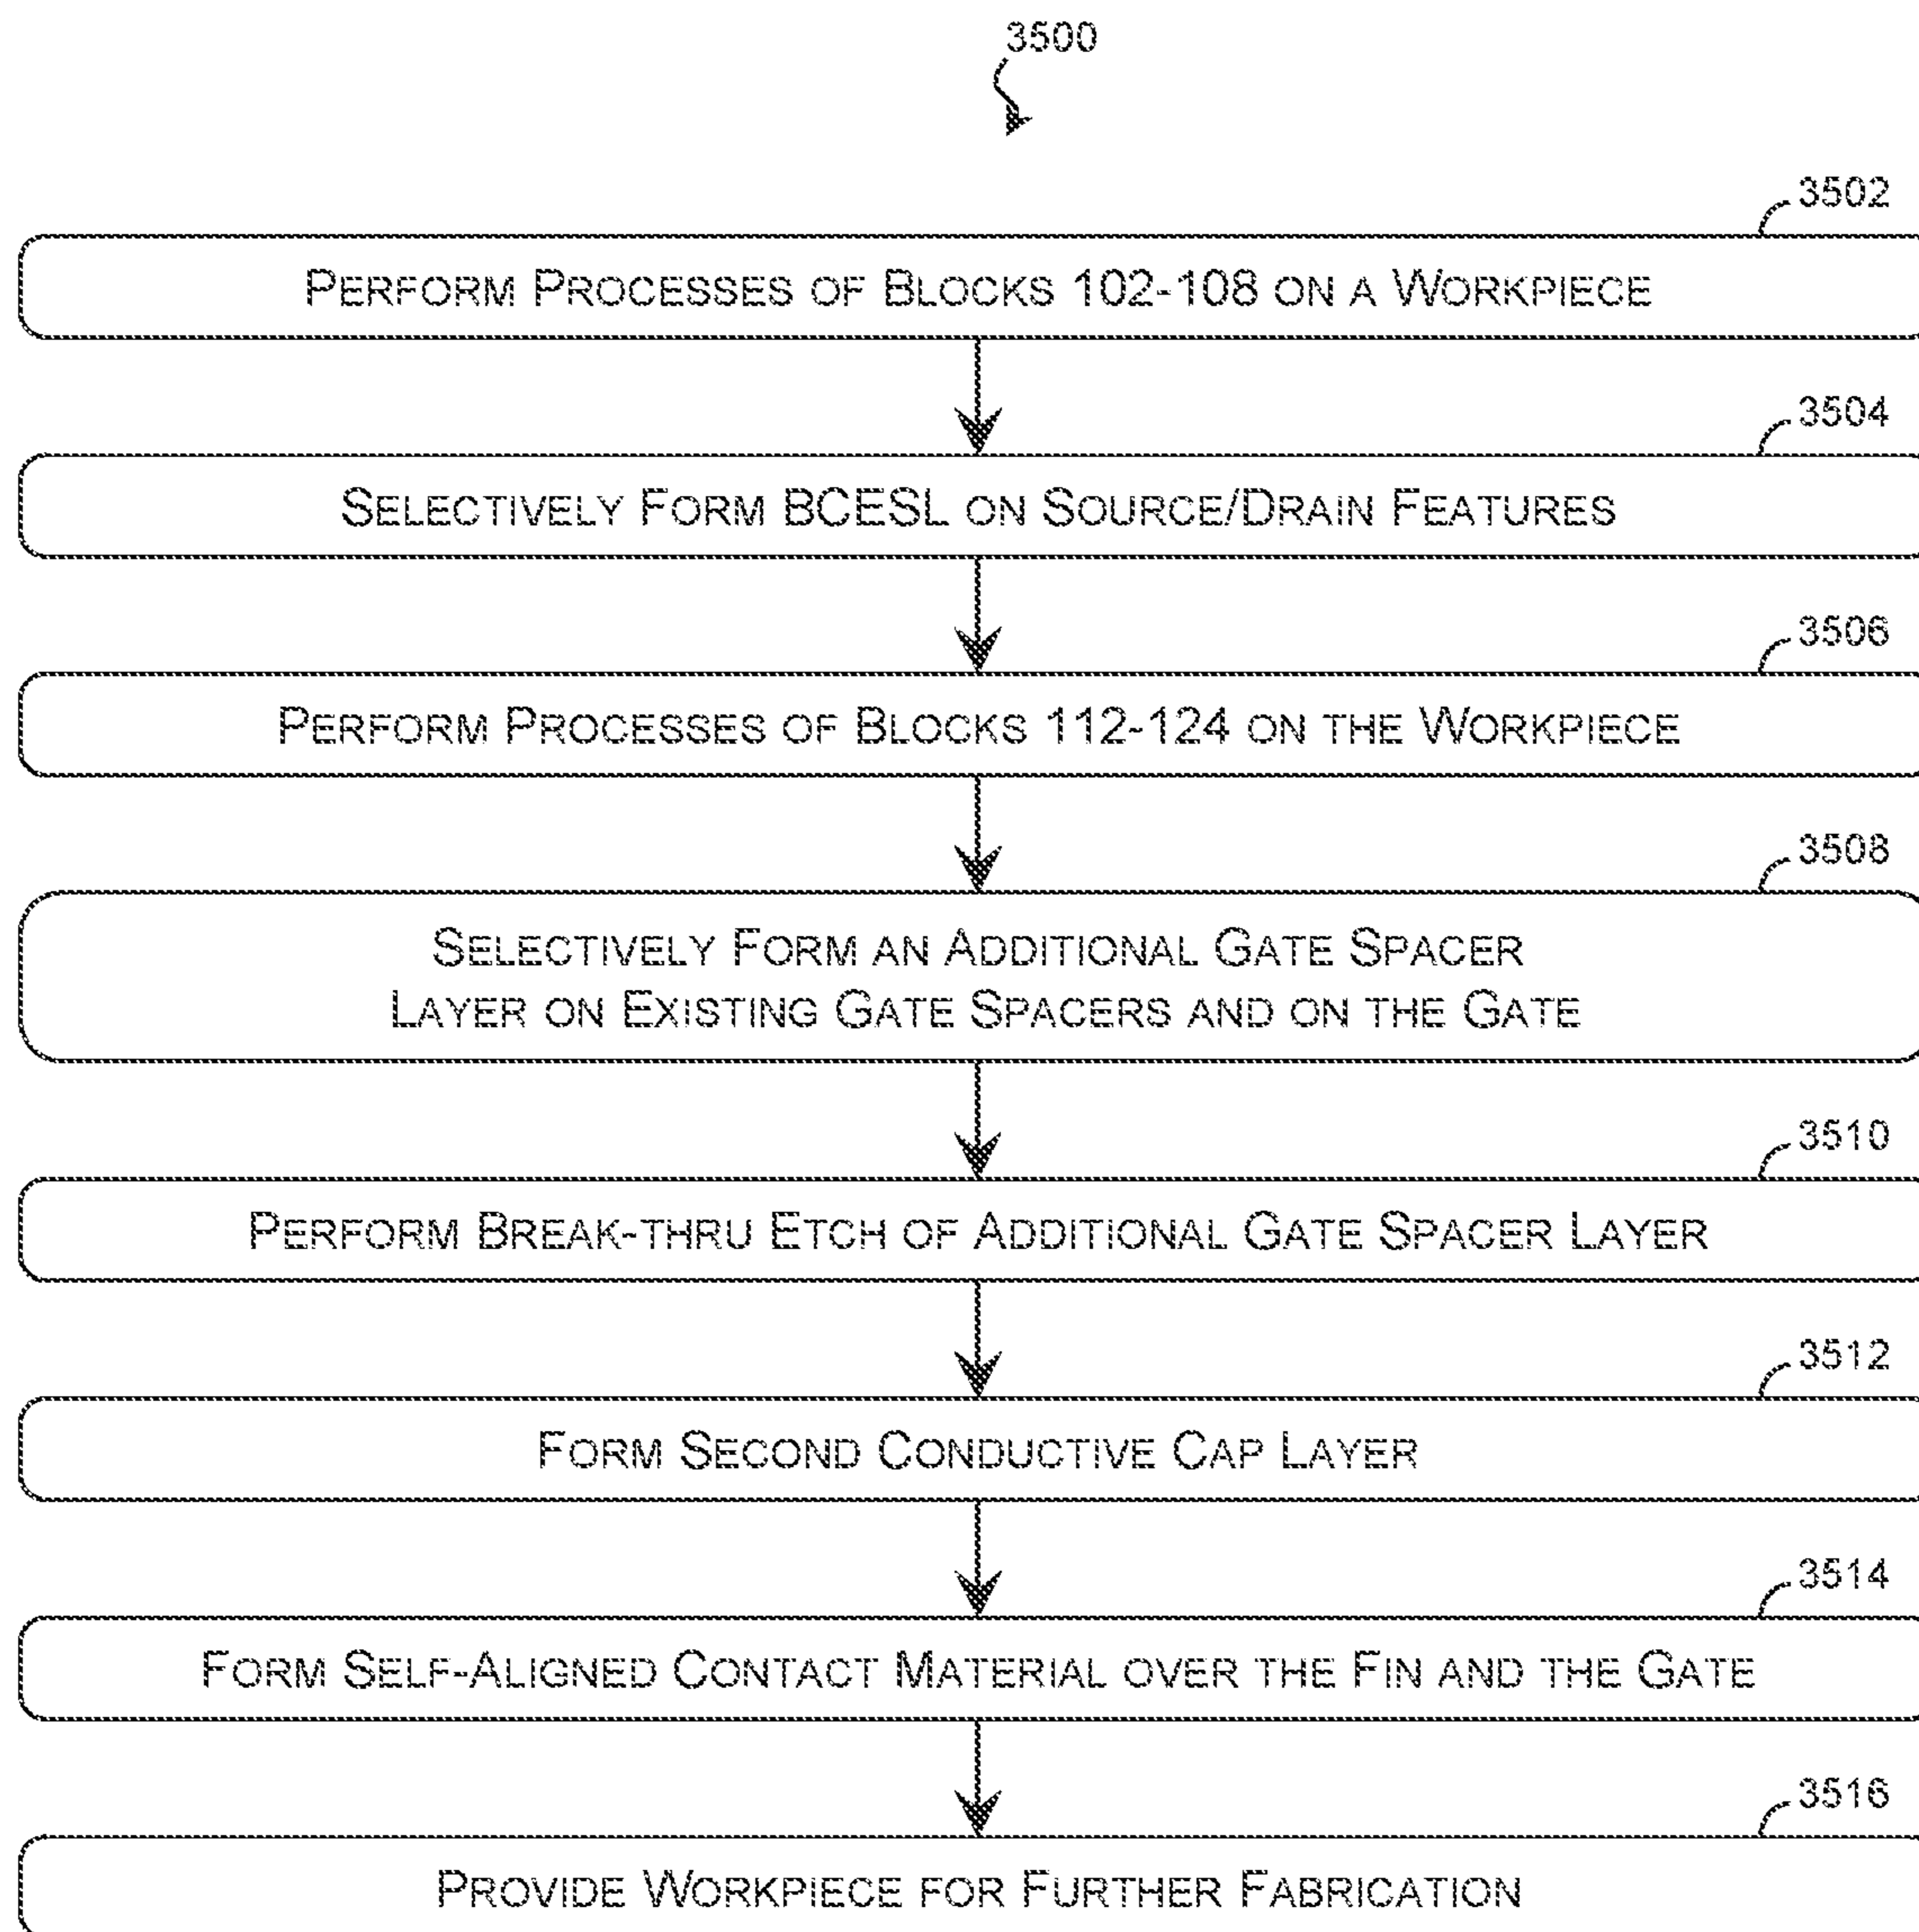 3500
3502
PERFORM PROCESSES OF BLOCKS 102-108 ON A WORKPIECE
3504
SELECTIVELY FORM BCESL ON SOURCE/DRAIN FEATURES
3506
PERFORM PROCESSES OF BLOCKS 112-124 ON THE WORKPIECE
3508
SELECTIVELY FORM AN ADDITIONAL GATE SPACER
LAYER ON EXISTING GATE SPACERS AND ON THE GATE
3510
PERFORM BREAK-THRU ETCH OF ADDITIONAL GATE SPACER LAYER
3512
FORM SECOND CONDUCTIVE CAP LAYER
3514
FORM SELF-ALIGNED CONTACT MATERIAL OVER THE FIN AND THE GATE
3516
PROVIDE WORKPIECE FOR FURTHER FABRICATION